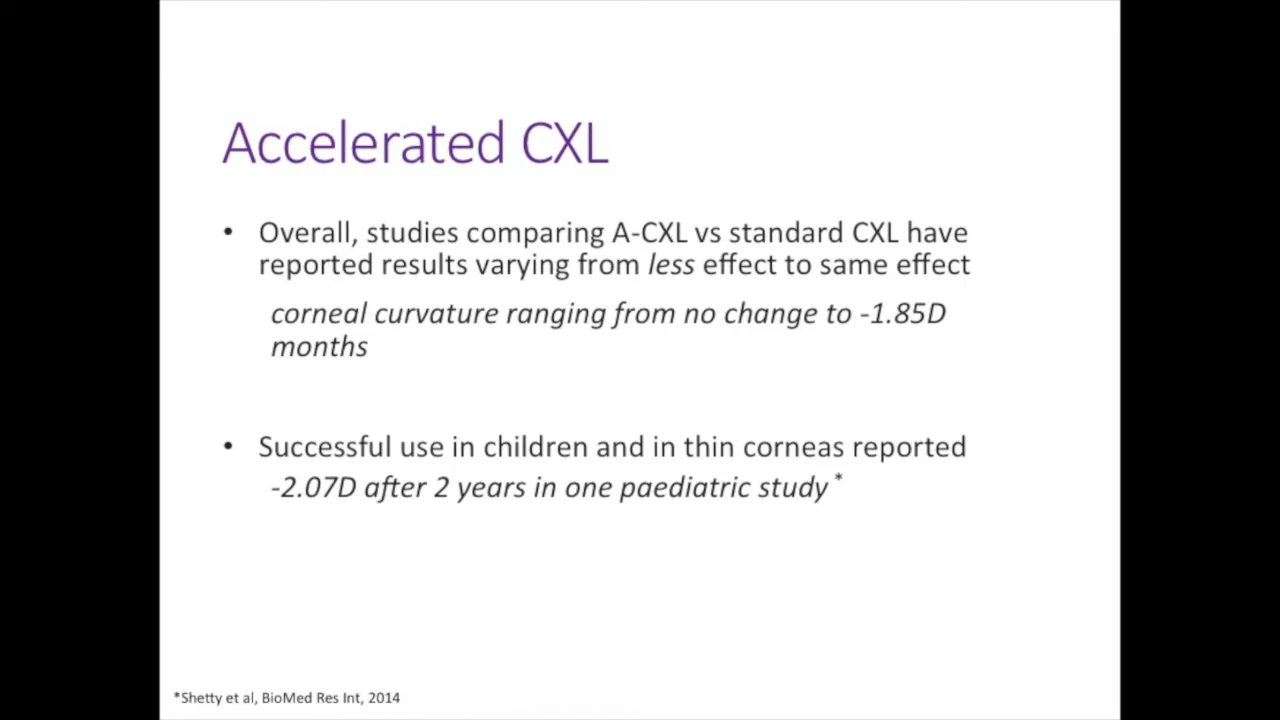 Accelerated CXL
• Overall, studies comparing A-CXL vs standard CXL have
reported results varying from less effect to same effect
corneal curvature ranging from no change to -1.85D
months
• Successful use in children and in thin corneas reported
-2.07D after 2 years in one paediatric study *
*Shetty et al, BioMed Res Int, 2014